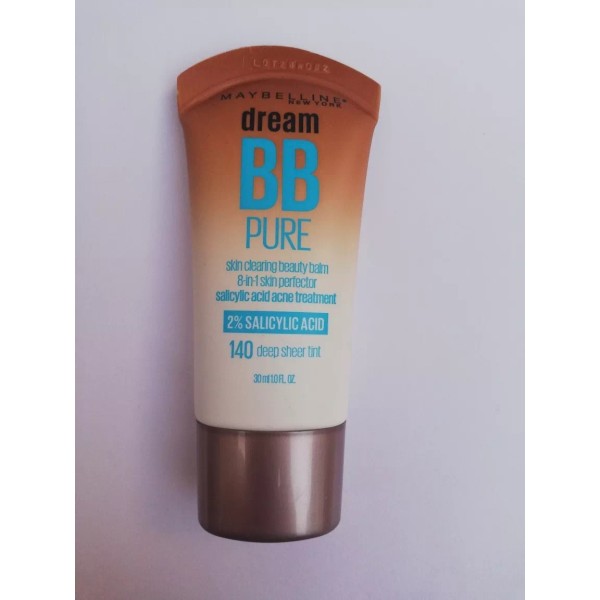 MAYBELLINE
NEW YORK
dream
BB
PURE
skin clearing beauty balm
8-in-1 skin perfector
salicylic acid acne treatment
2% SALICYLIC ACID
140 deep sheer tint
30 ml/1.0 FL. OZ.